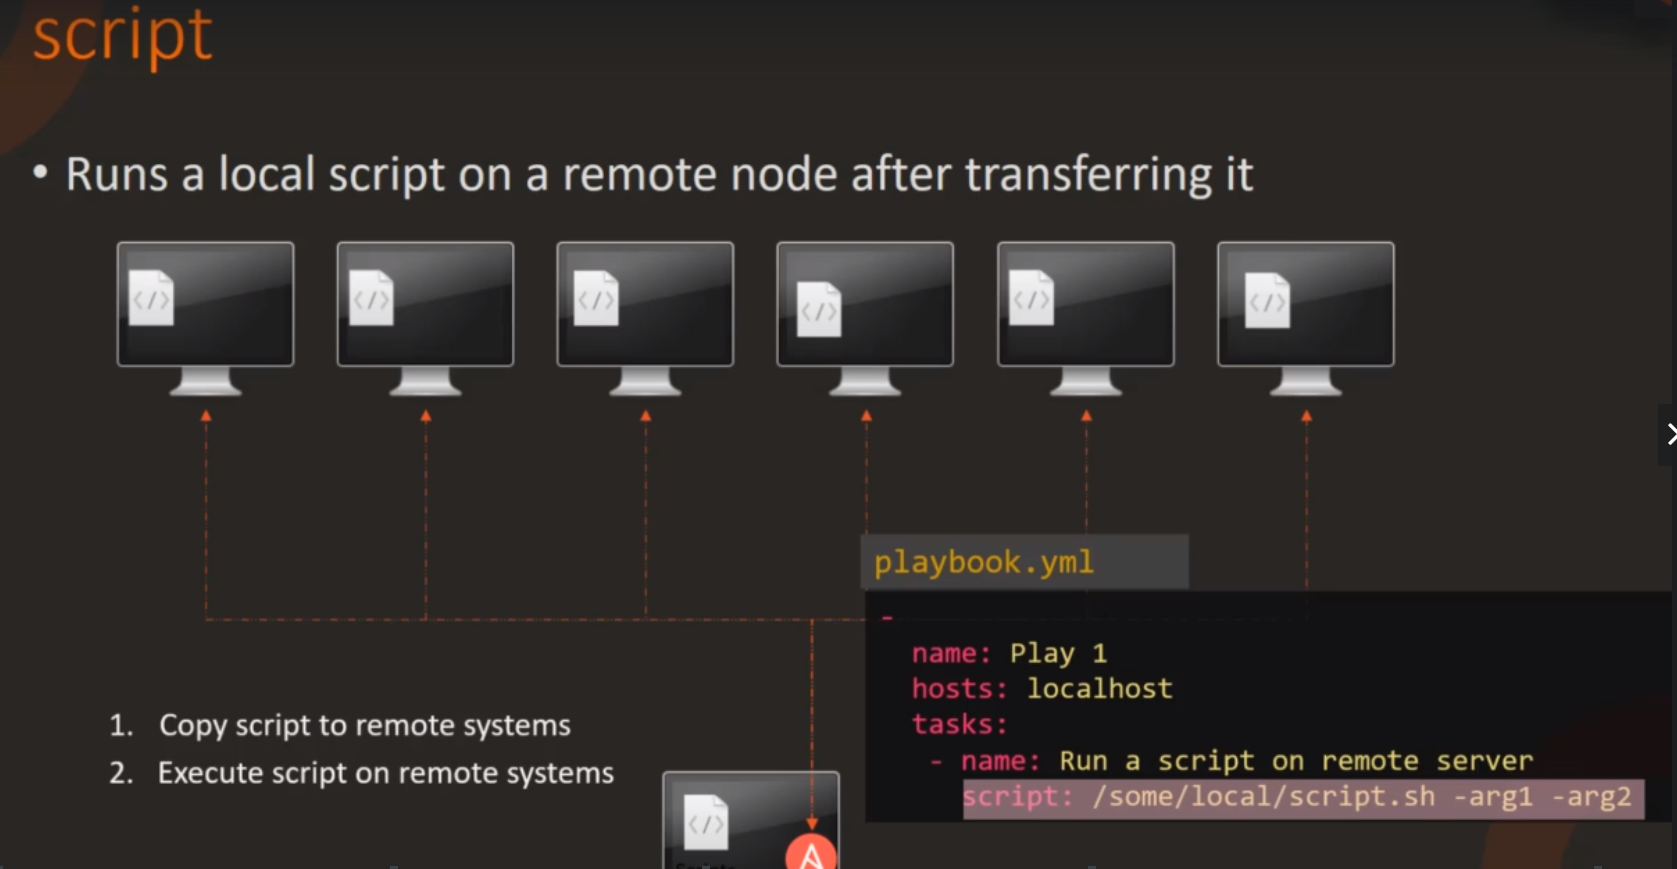 script
• Runs a local script on a remote node after transferring it
</>
</>
</>
</>
</>
</>
playbook.yml
-
name: Play 1
hosts: localhost
tasks:
- name: Run a script on remote server
script: /some/local/script.sh -arg1 -arg2
1. Copy script to remote systems
2. Execute script on remote systems
</>